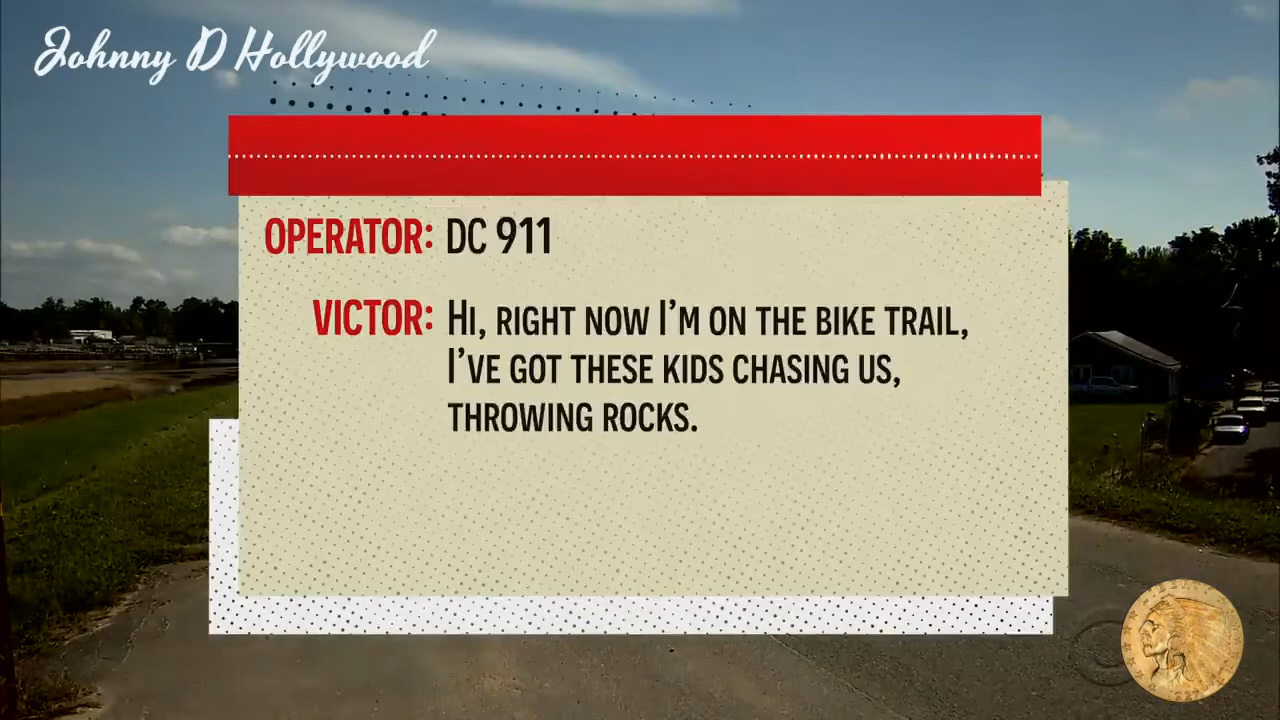 Johnny D Hollywood
OPERATOR: DC 911
VICTOR: HI, RIGHT NOW I'M ON THE BIKE TRAIL,
I'VE GOT THESE KIDS CHASING US,
THROWING ROCKS.